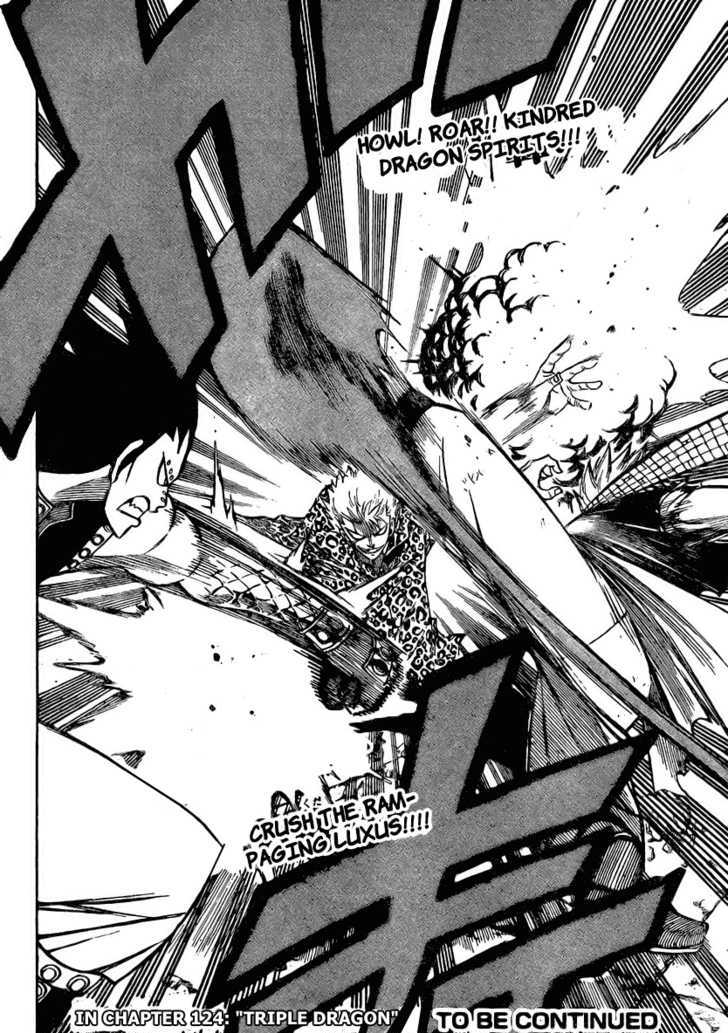 HOWL! ROAR!! KINDRED
DRAGON SPIRITS!!!
CRUSH THE RAM-
PAGING LUXUS!!!!
IN CHAPTER 124: "TRIPLE DRAGON"
TO BE CONTINUED